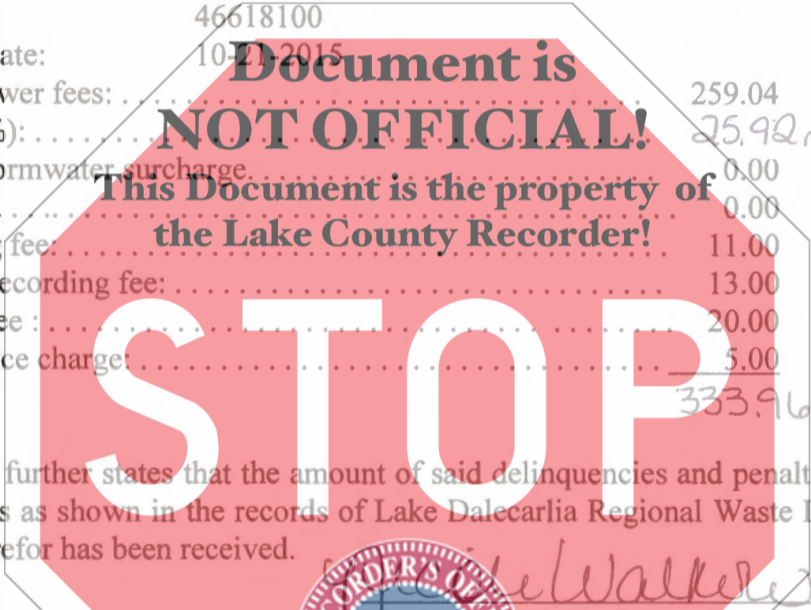 46618100
ate: 10-21-2015
Document is
wer fees: 259.04
NOT OFFICIAL!
): 25.92
ormwater surcharge 0.00
This Document is the property of
0.00
the Lake County Recorder!
fee: 11.00
ecording fee: 13.00
ee : 20.00
ce charge: 5.00
333.96
STOP
further states that the amount of said delinquencies and penalt
s as shown in the records of Lake Dalecarlia Regional Waste
efor has been received.
Walker
ORDER'S OF